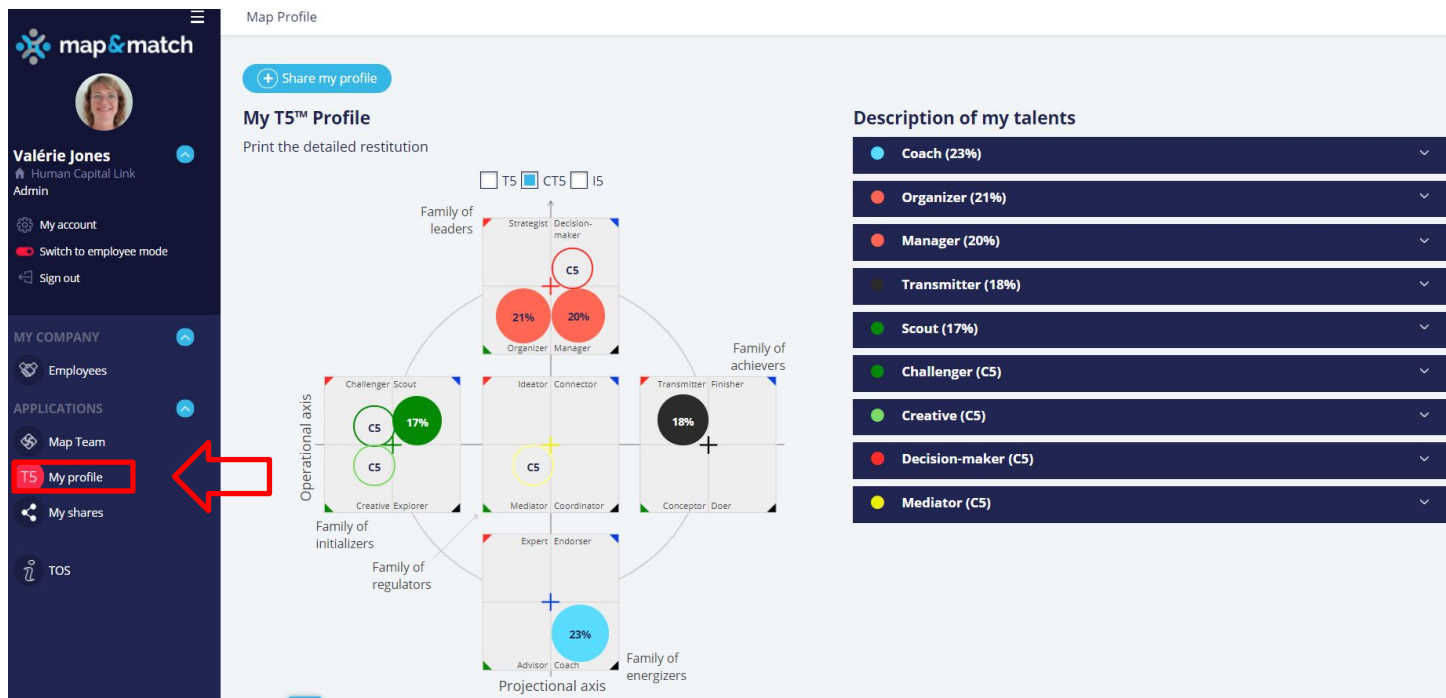 map&match
Valérie Jones
Human Capital Link
Admin
My account
Switch to employee mode
Sign out
MY COMPANY
Employees
APPLICATIONS
Map Team
T5 My profile
My shares
TOS
Map Profile
Share my profile
My T5™ Profile
Print the detailed restitution
T5 CT5 I5
Family of
leaders
Strategist Decision-
maker
C5
21% 20%
Organizer Manager
Family of
achievers
Operational axis
Challenger Scout
C5 17%
C5
Creative Explorer
Ideator Connector
C5
Mediator Coordinator
Transmitter Finisher
18%
Conceptor Doer
Family of
initializers
Family of
regulators
Expert Endorser
23%
Advisor Coach
Family of
energizers
Projectional axis
Description of my talents
Coach (23%)
Organizer (21%)
Manager (20%)
Transmitter (18%)
Scout (17%)
Challenger (C5)
Creative (C5)
Decision-maker (C5)
Mediator (C5)